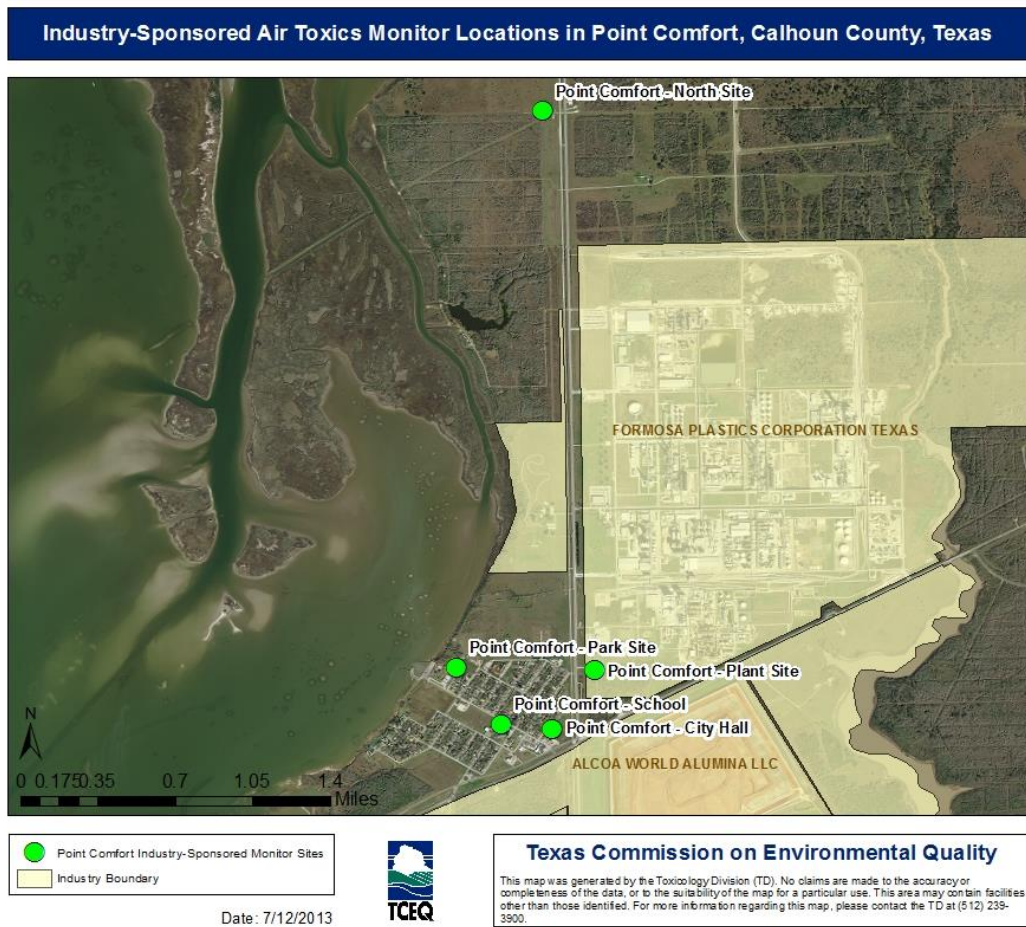 Industry-Sponsored Air Toxics Monitor Locations in Point Comfort, Calhoun County, Texas
Point Comfort - North Site
FORMOSA PLASTICS CORPORATION TEXAS
Point Comfort - Park Site
Point Comfort - Plant Site
Point Comfort - School
Point Comfort - City Hall
ALCOA WORLD ALUMINA LLC
N
0 0.175 0.35 0.7 1.05 1.4
Miles
Point Comfort Industry-Sponsored Monitor Sites
Industry Boundary
Date: 7/12/2013
TCEQ
Texas Commission on Environmental Quality
This map was generated by the Toxicology Division (TD). No claims are made to the accuracy or
completeness of the data, or to the suitability of the map for a particular use. This area may contain facilities
other than those identified. For more information regarding this map, please contact the TD at (512) 239-
3900.